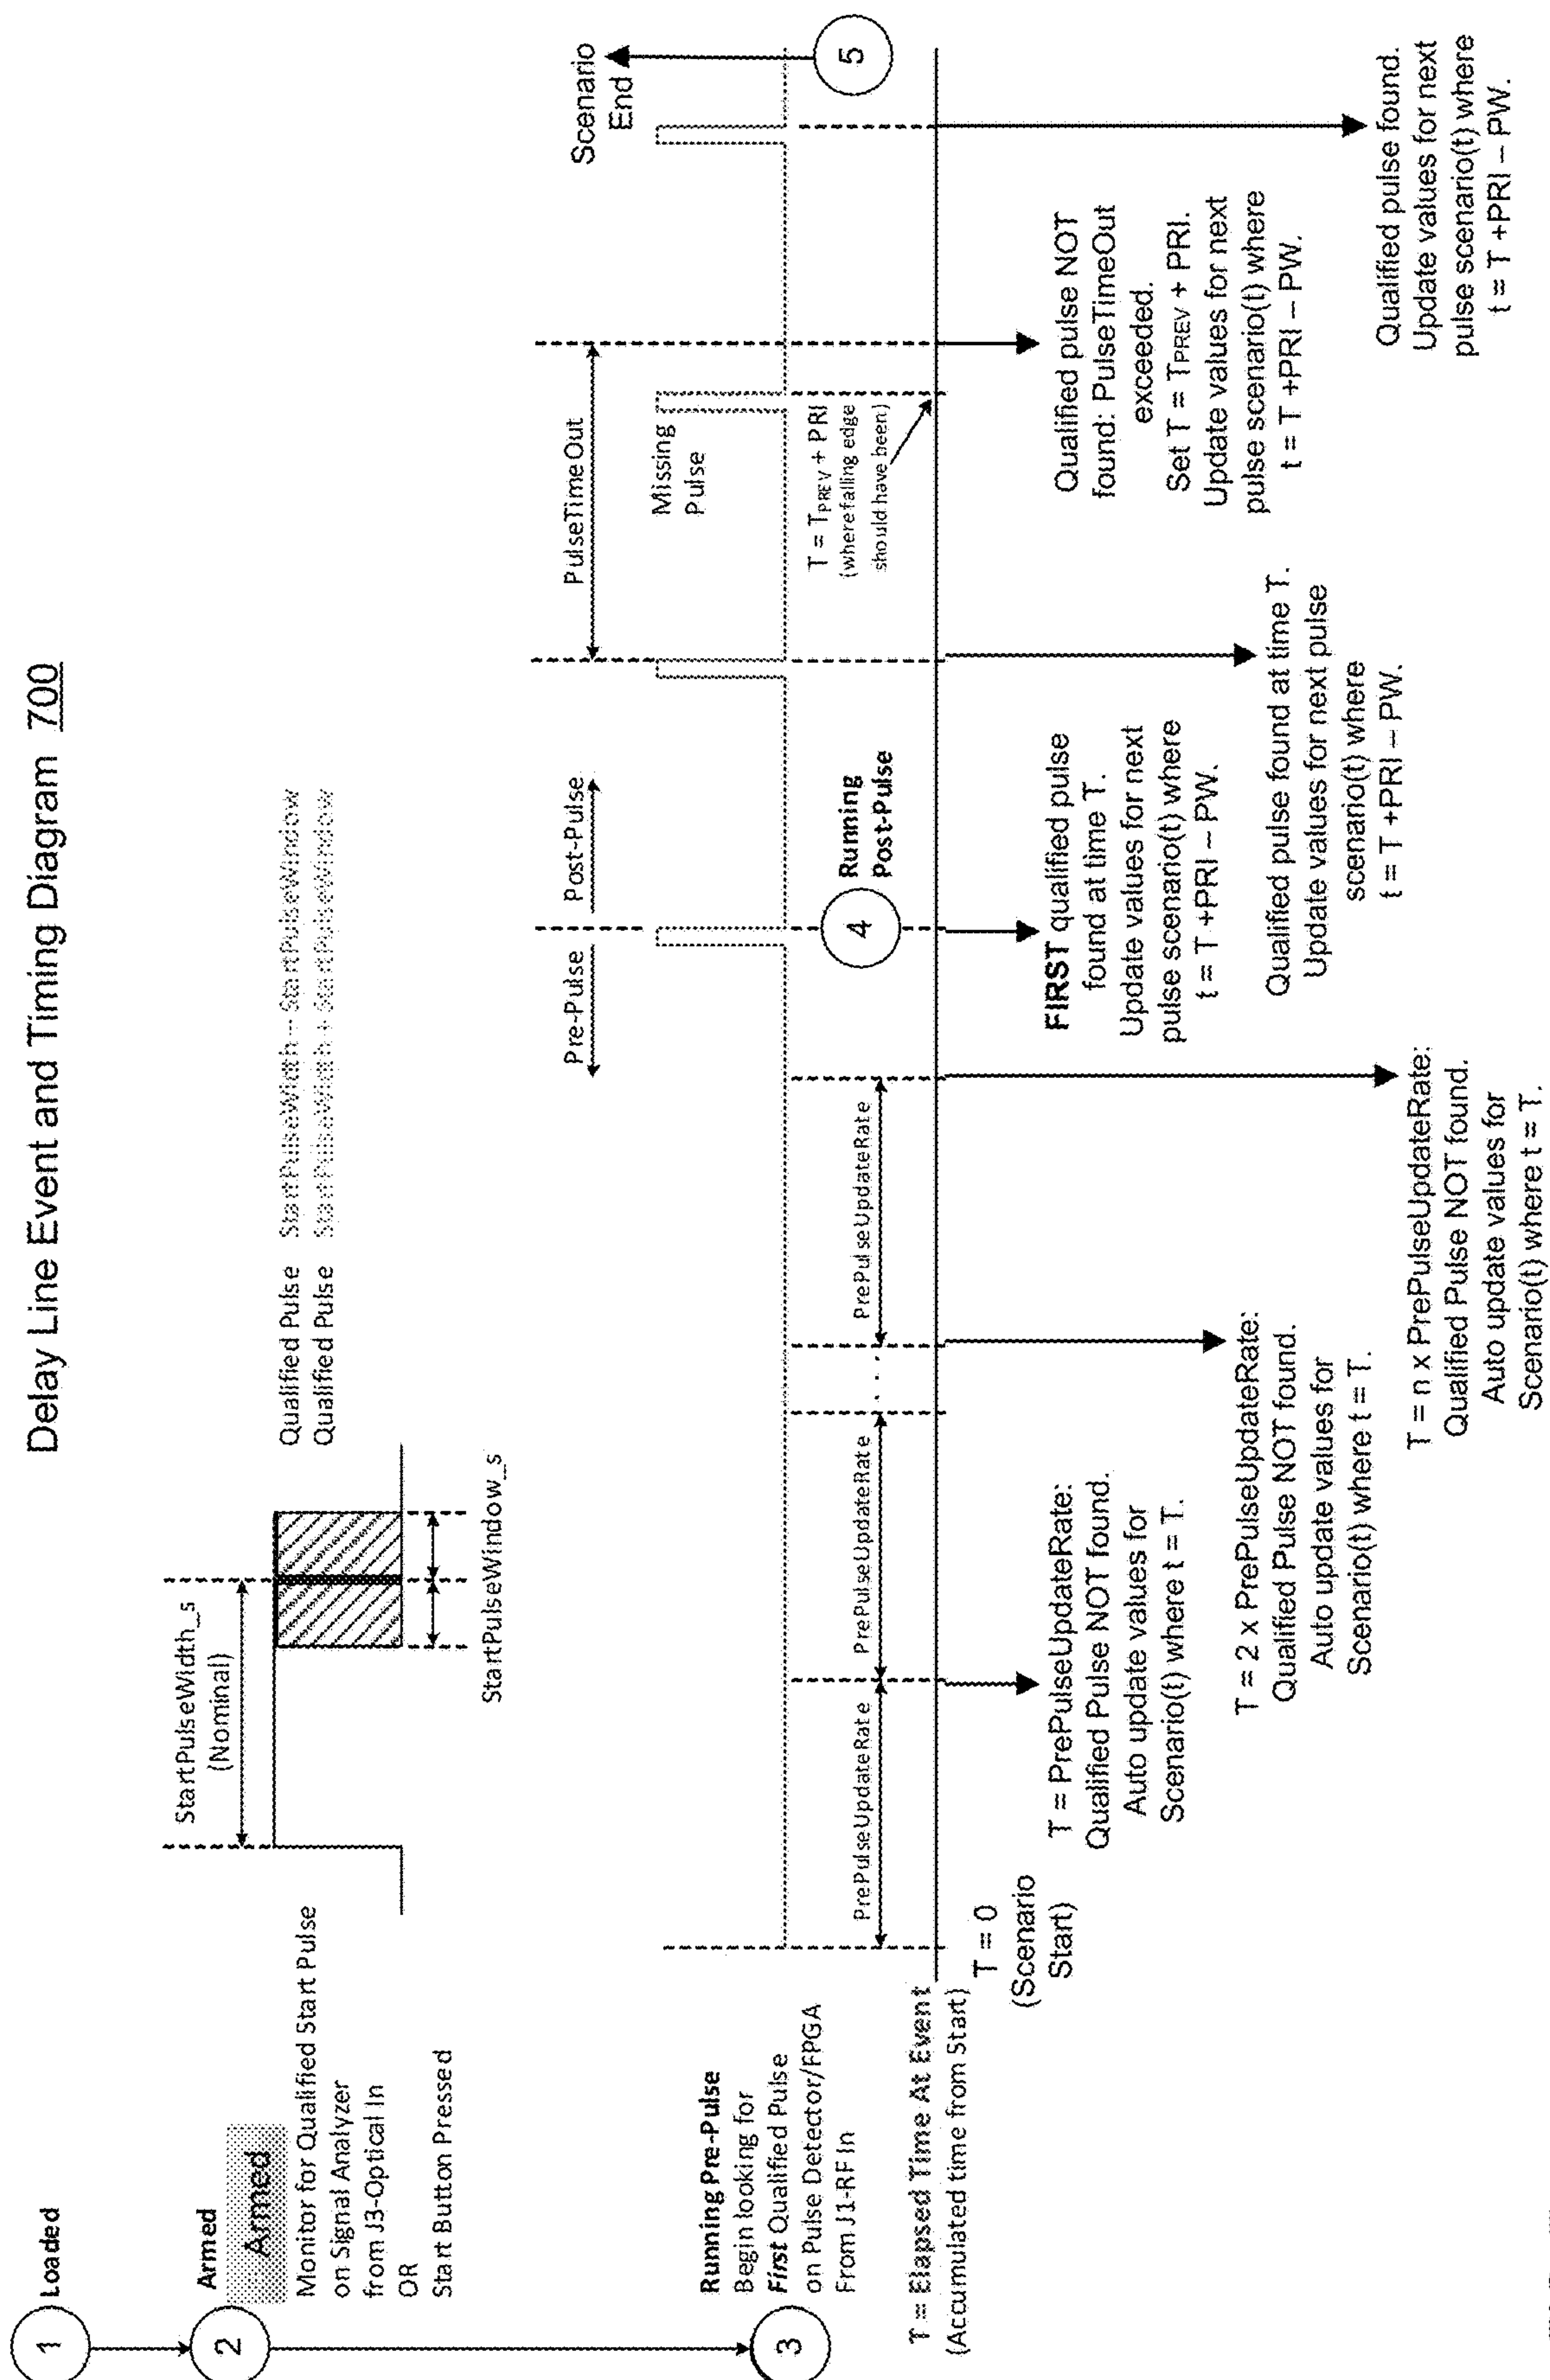 Delay Line Event and Timing Diagram 700
1
Loaded
2
Armed
Armed
Monitor for Qualified Start Pulse
on Signal Analyzer
from J3-Optical In
OR
Start Button Pressed
StartPulseWidth_s
(Nominal)
StartPulseWindow_s
Qualified Pulse StartPulseWidth – StartPulseWindow
Qualified Pulse StartPulseWidth + StartPulseWindow
3
Running Pre-Pulse
Begin looking for
First Qualified Pulse
on Pulse Detector/FPGA
From J1-RF In
Pre-Pulse
Post-Pulse
PulseTimeOut
Scenario
End
Missing
Pulse
PrePulseUpdateRate
PrePulseUpdateRate
. . .
PrePulseUpdateRate
4
Running
Post-Pulse
T = TPREV + PRI
(where falling edge
should have been)
5
T = Elapsed Time At Event
(Accumulated time from Start)
T = 0
(Scenario
Start)
T = PrePulseUpdateRate:
Qualified Pulse NOT found.
Auto update values for
Scenario(t) where t = T.
T = 2 x PrePulseUpdateRate:
Qualified Pulse NOT found.
Auto update values for
Scenario(t) where t = T.
T = n x PrePulseUpdateRate:
Qualified Pulse NOT found.
Auto update values for
Scenario(t) where t = T.
FIRST qualified pulse
found at time T.
Update values for next
pulse scenario(t) where
t = T +PRI – PW.
Qualified pulse found at time T.
Update values for next pulse
scenario(t) where
t = T +PRI – PW.
Qualified pulse NOT
found: PulseTimeOut
exceeded.
Set T = TPREV + PRI.
Update values for next
pulse scenario(t) where
t = T +PRI – PW.
Qualified pulse found.
Update values for next
pulse scenario(t) where
t = T +PRI – PW.